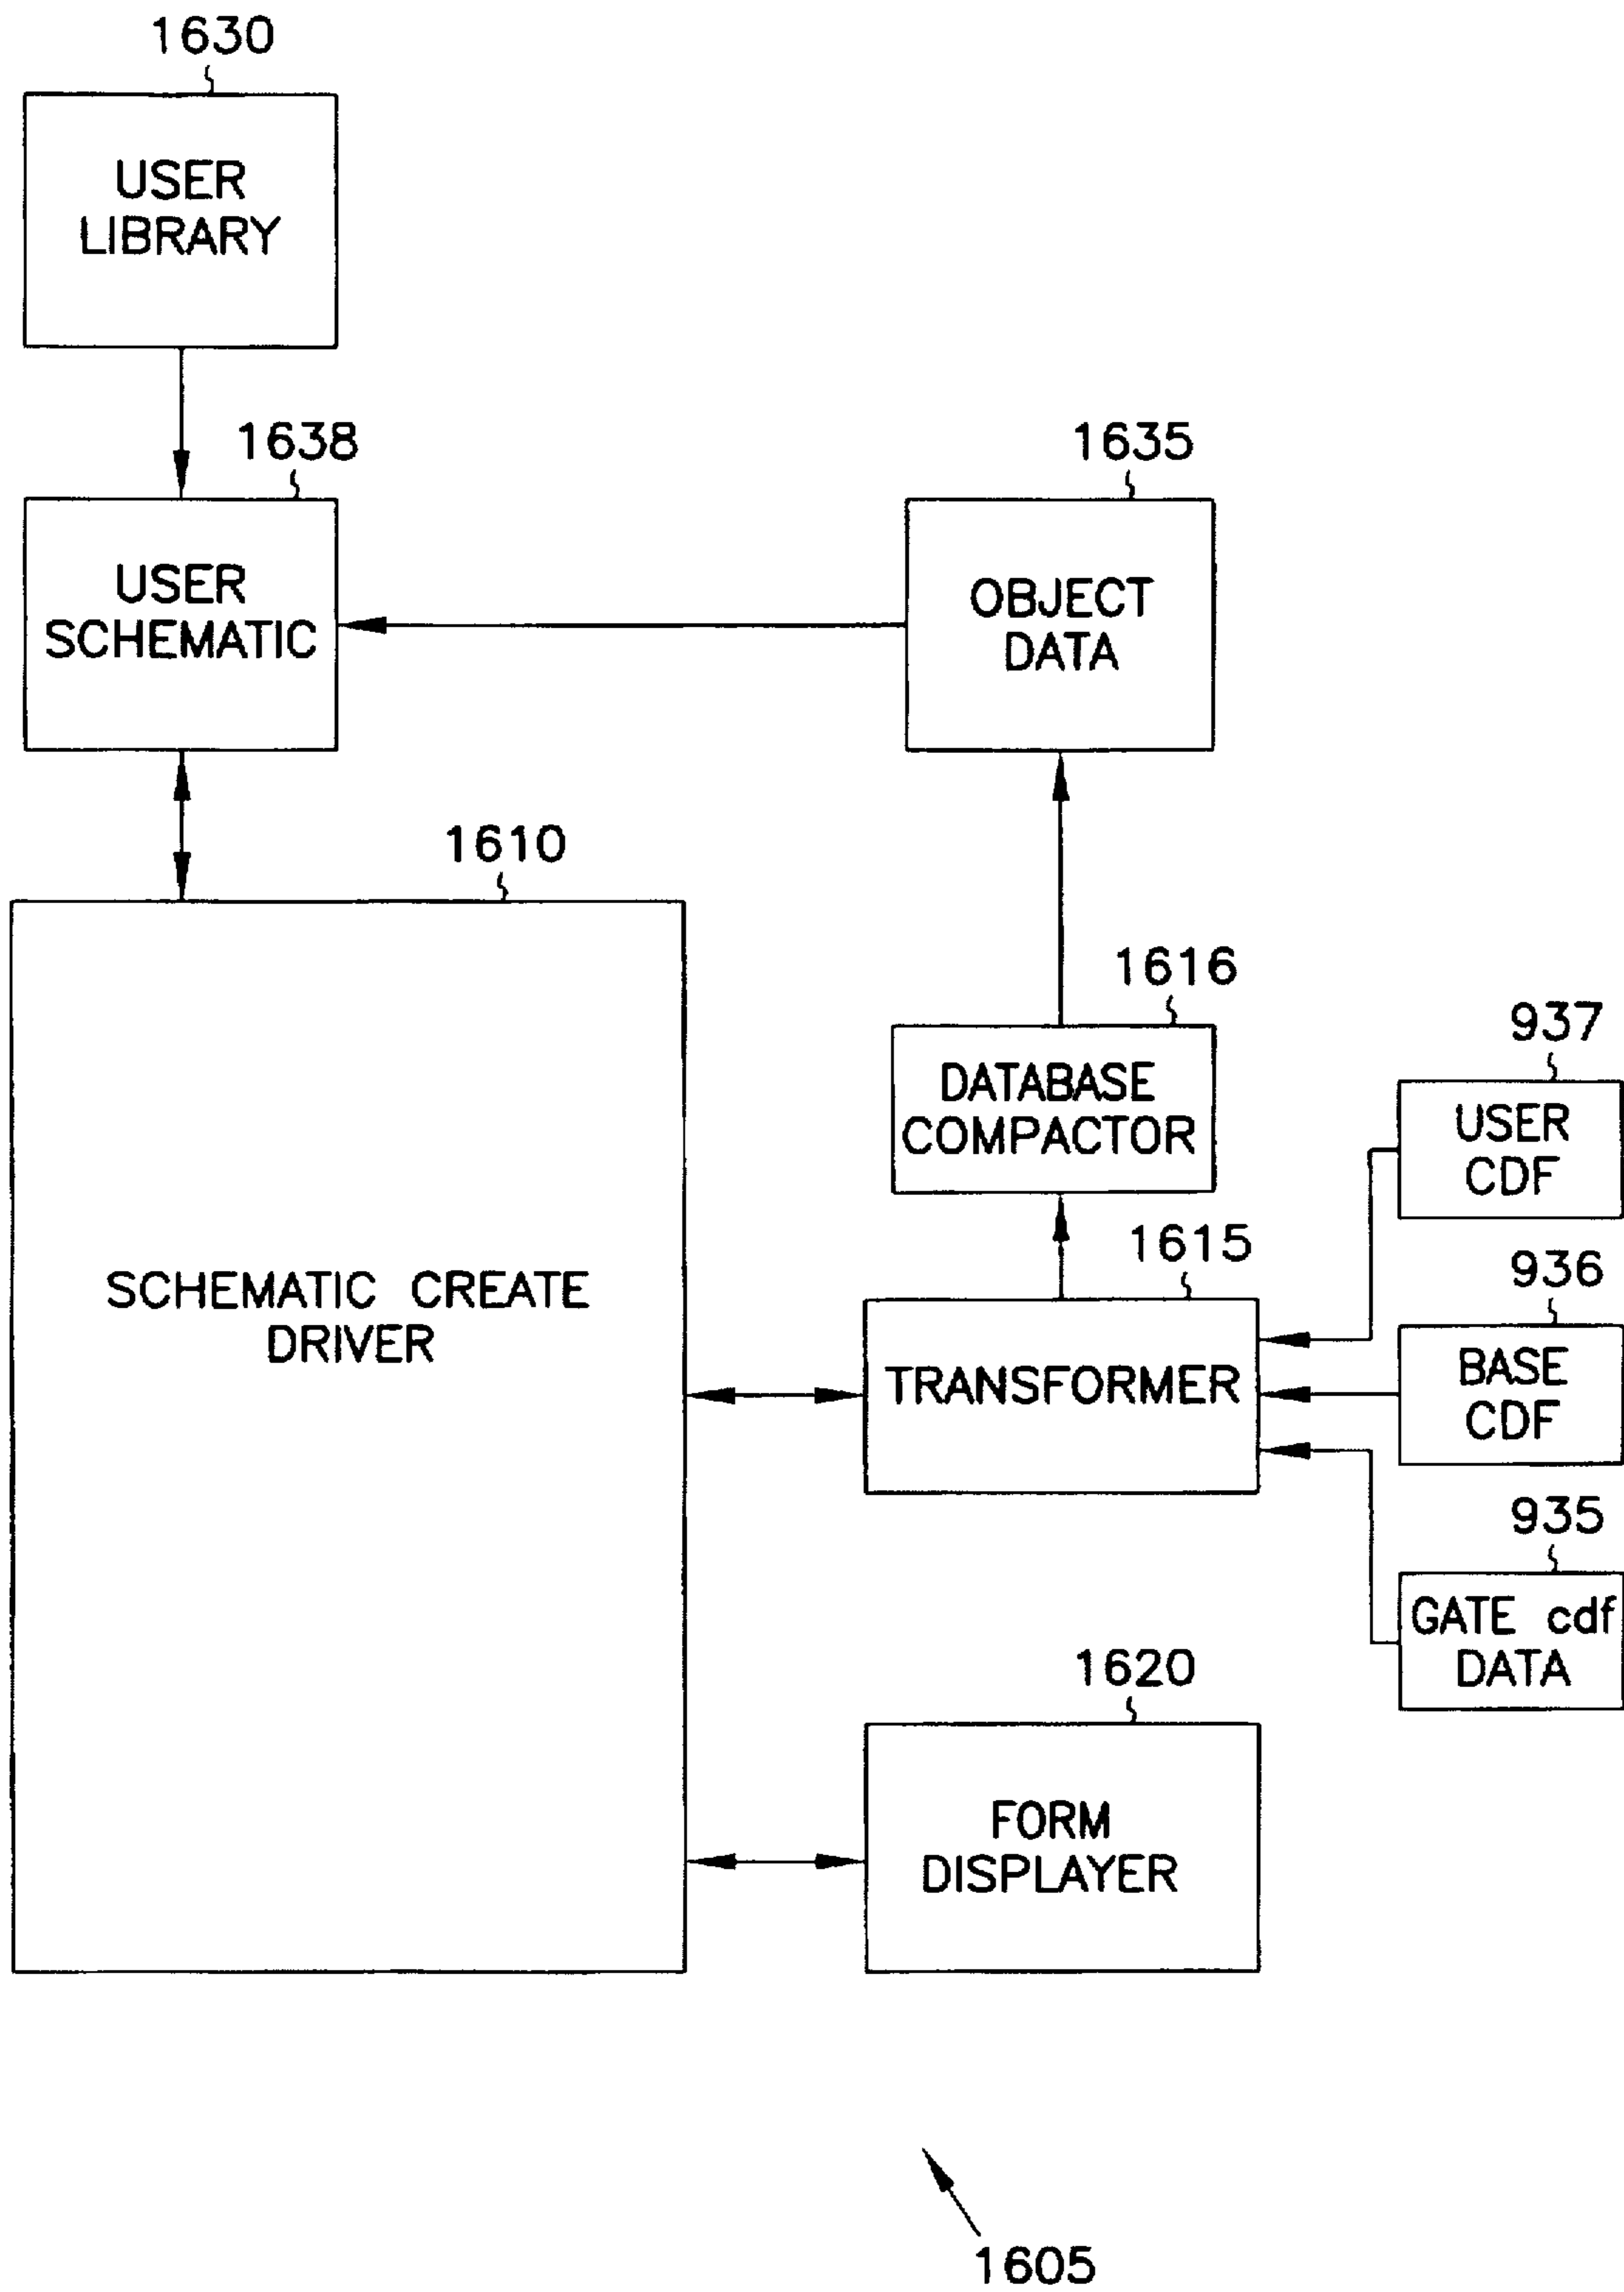 1630
USER
LIBRARY
1638
USER
SCHEMATIC
1635
OBJECT
DATA
1610
SCHEMATIC CREATE
DRIVER
1616
DATABASE
COMPACTOR
937
USER
CDF
1615
TRANSFORMER
936
BASE
CDF
935
GATE cdf
DATA
1620
FORM
DISPLAYER
1605